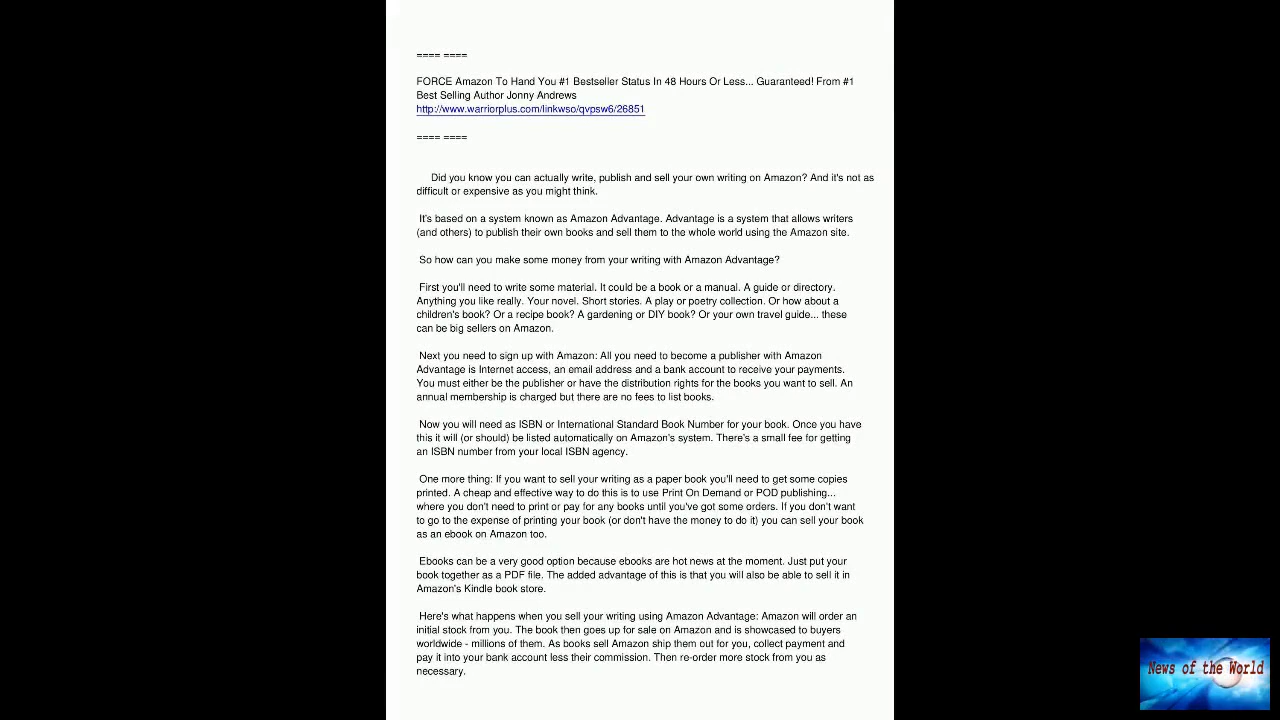 ==== ====
FORCE Amazon To Hand You #1 Bestseller Status In 48 Hours Or Less... Guaranteed! From #1
Best Selling Author Jonny Andrews
http://www.warriorplus.com/linkwso/qvpsw6/26851
==== ====
Did you know you can actually write, publish and sell your own writing on Amazon? And it's not as
difficult or expensive as you might think.
It's based on a system known as Amazon Advantage. Advantage is a system that allows writers
(and others) to publish their own books and sell them to the whole world using the Amazon site.
So how can you make some money from your writing with Amazon Advantage?
First you'll need to write some material. It could be a book or a manual. A guide or directory.
Anything you like really. Your novel. Short stories. A play or poetry collection. Or how about a
children's book? Or a recipe book? A gardening or DIY book? Or your own travel guide... these
can be big sellers on Amazon.
Next you need to sign up with Amazon: All you need to become a publisher with Amazon
Advantage is Internet access, an email address and a bank account to receive your payments.
You must either be the publisher or have the distribution rights for the books you want to sell. An
annual membership is charged but there are no fees to list books.
Now you will need as ISBN or International Standard Book Number for your book. Once you have
this it will (or should) be listed automatically on Amazon's system. There's a small fee for getting
an ISBN number from your local ISBN agency.
One more thing: If you want to sell your writing as a paper book you'll need to get some copies
printed. A cheap and effective way to do this is to use Print On Demand or POD publishing...
where you don't need to print or pay for any books until you've got some orders. If you don't want
to go to the expense of printing your book (or don't have the money to do it) you can sell your book
as an ebook on Amazon too.
Ebooks can be a very good option because ebooks are hot news at the moment. Just put your
book together as a PDF file. The added advantage of this is that you will also be able to sell it in
Amazon's Kindle book store.
Here's what happens when you sell your writing using Amazon Advantage: Amazon will order an
initial stock from you. The book then goes up for sale on Amazon and is showcased to buyers
worldwide - millions of them. As books sell Amazon ship them out for you, collect payment and
pay it into your bank account less their commission. Then re-order more stock from you as
necessary.
News of the World